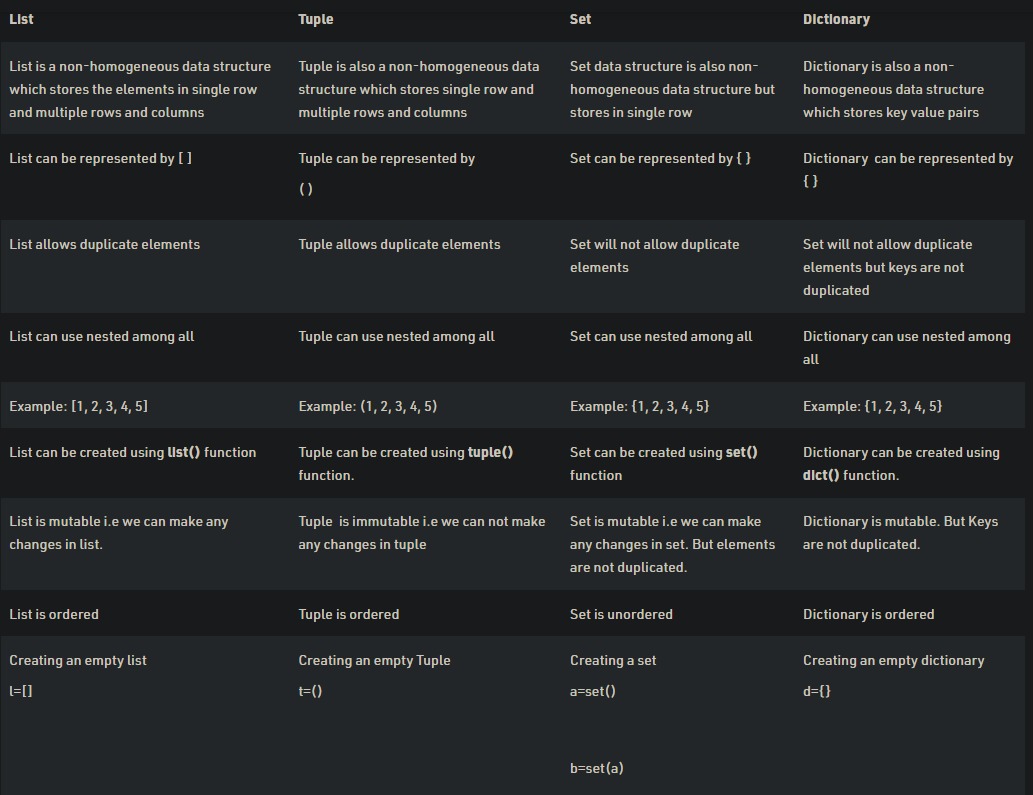 List
Tuple
Set
Dictionary
List is a non-homogeneous data structure
which stores the elements in single row
and multiple rows and columns
Tuple is also a non-homogeneous data
structure which stores single row and
multiple rows and columns
Set data structure is also non-
homogeneous data structure but
stores in single row
Dictionary is also a non-
homogeneous data structure
which stores key value pairs
List can be represented by [ ]
Tuple can be represented by
( )
Set can be represented by { }
Dictionary  can be represented by
{ }
List allows duplicate elements
Tuple allows duplicate elements
Set will not allow duplicate
elements
Set will not allow duplicate
elements but keys are not
duplicated
List can use nested among all
Tuple can use nested among all
Set can use nested among all
Dictionary can use nested among
all
Example: [1, 2, 3, 4, 5]
Example: (1, 2, 3, 4, 5)
Example: {1, 2, 3, 4, 5}
Example: {1, 2, 3, 4, 5}
List can be created using list() function
Tuple can be created using tuple()
function.
Set can be created using set()
function
Dictionary can be created using
dict() function.
List is mutable i.e we can make any
changes in list.
Tuple  is immutable i.e we can not make
any changes in tuple
Set is mutable i.e we can make
any changes in set. But elements
are not duplicated.
Dictionary is mutable. But Keys
are not duplicated.
List is ordered
Tuple is ordered
Set is unordered
Dictionary is ordered
Creating an empty list
l=[]
Creating an empty Tuple
t=()
Creating a set
a=set()
b=set(a)
Creating an empty dictionary
d={}